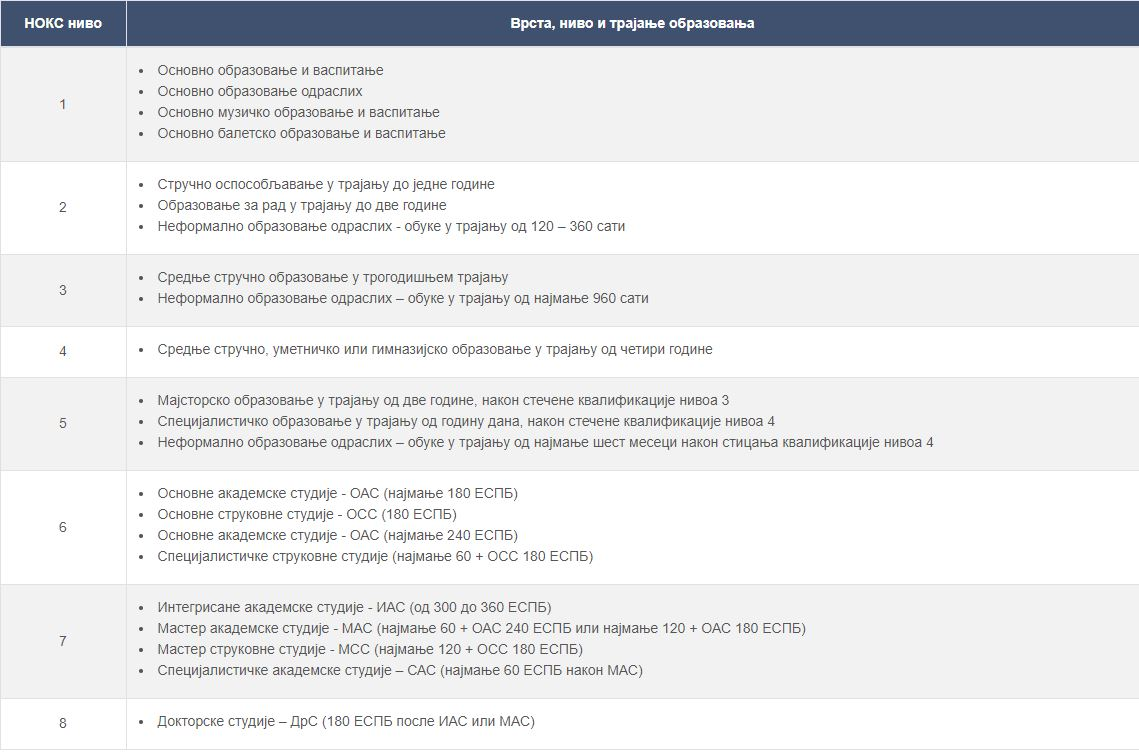 НОКС ниво
Врста, ниво и трајање образовања
1
• Основно образовање и васпитање
• Основно образовање одраслих
• Основно музичко образовање и васпитање
• Основно балетско образовање и васпитање
2
• Стручно оспособљавање у трајању до једне године
• Образовање за рад у трајању до две године
• Неформално образовање одраслих - обуке у трајању од 120 – 360 сати
3
• Средње стручно образовање у трогодишњем трајању
• Неформално образовање одраслих – обуке у трајању од најмање 960 сати
4
• Средње стручно, уметничко или гимназијско образовање у трајању од четири године
5
• Мајсторско образовање у трајању од две године, након стечене квалификације нивоа 3
• Специјалистичко образовање у трајању од годину дана, након стечене квалификације нивоа 4
• Неформално образовање одраслих – обуке у трајању од најмање шест месеци након стицања квалификације нивоа 4
6
• Основне академске студије - ОАС (најмање 180 ЕСПБ)
• Основне струковне студије - ОСС (180 ЕСПБ)
• Основне академске студије - ОАС (најмање 240 ЕСПБ)
• Специјалистичке струковне студије (најмање 60 + ОСС 180 ЕСПБ)
7
• Интегрисане академске студије - ИАС (од 300 до 360 ЕСПБ)
• Мастер академске студије - МАС (најмање 60 + ОАС 240 ЕСПБ или најмање 120 + ОАС 180 ЕСПБ)
• Мастер струковне студије - МСС (најмање 120 + ОСС 180 ЕСПБ)
• Специјалистичке академске студије – САС (најмање 60 ЕСПБ након МАС)
8
• Докторске студије – ДрС (180 ЕСПБ после ИАС или МАС)